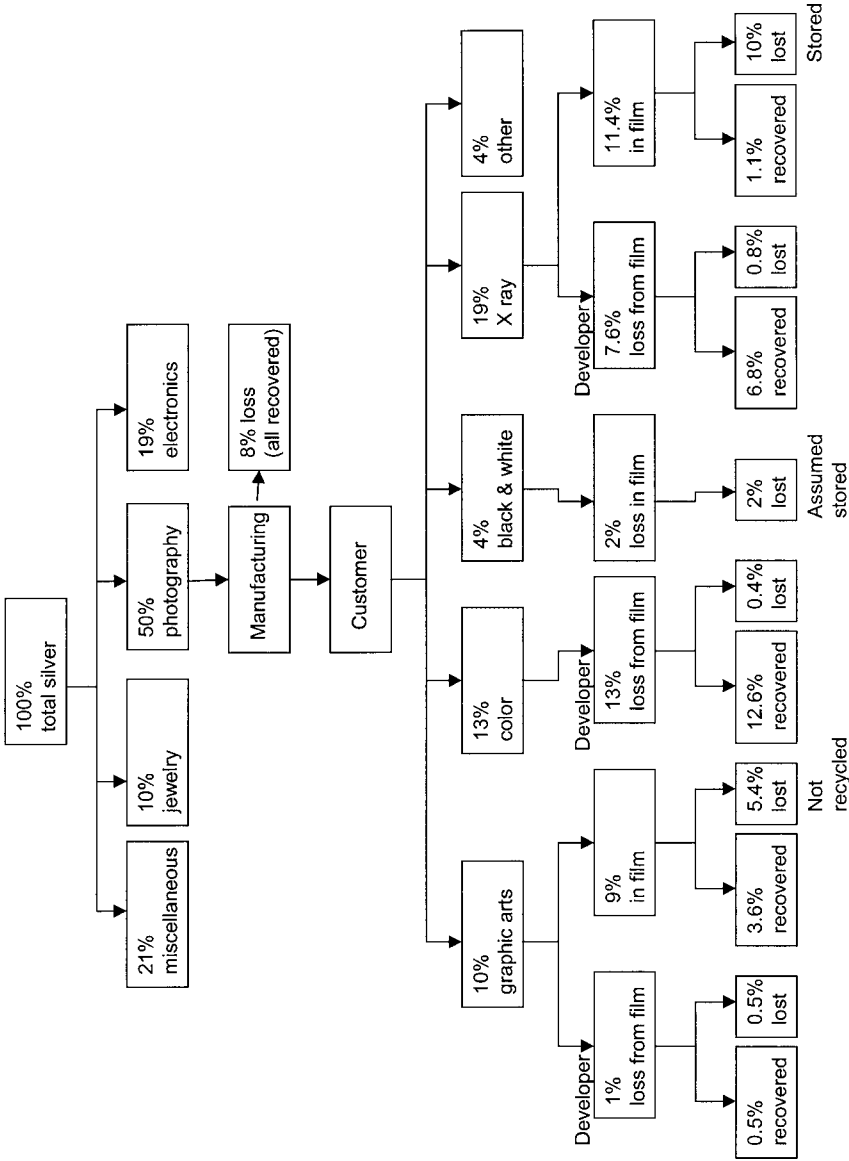 100%
total silver
21%
miscellaneous
10%
jewelry
50%
photography
19%
electronics
Manufacturing
8% loss
(all recovered)
Customer
10%
graphic arts
13%
color
4%
black & white
19%
X ray
4%
other
Developer
1%
loss from film
9%
in film
Developer
13%
loss from film
2%
loss in film
Developer
7.6%
loss from film
11.4%
in film
0.5%
recovered
0.5%
lost
3.6%
recovered
5.4%
lost
12.6%
recovered
0.4%
lost
2%
lost
6.8%
recovered
0.8%
lost
1.1%
recovered
10%
lost
Not
recycled
Assumed
stored
Stored